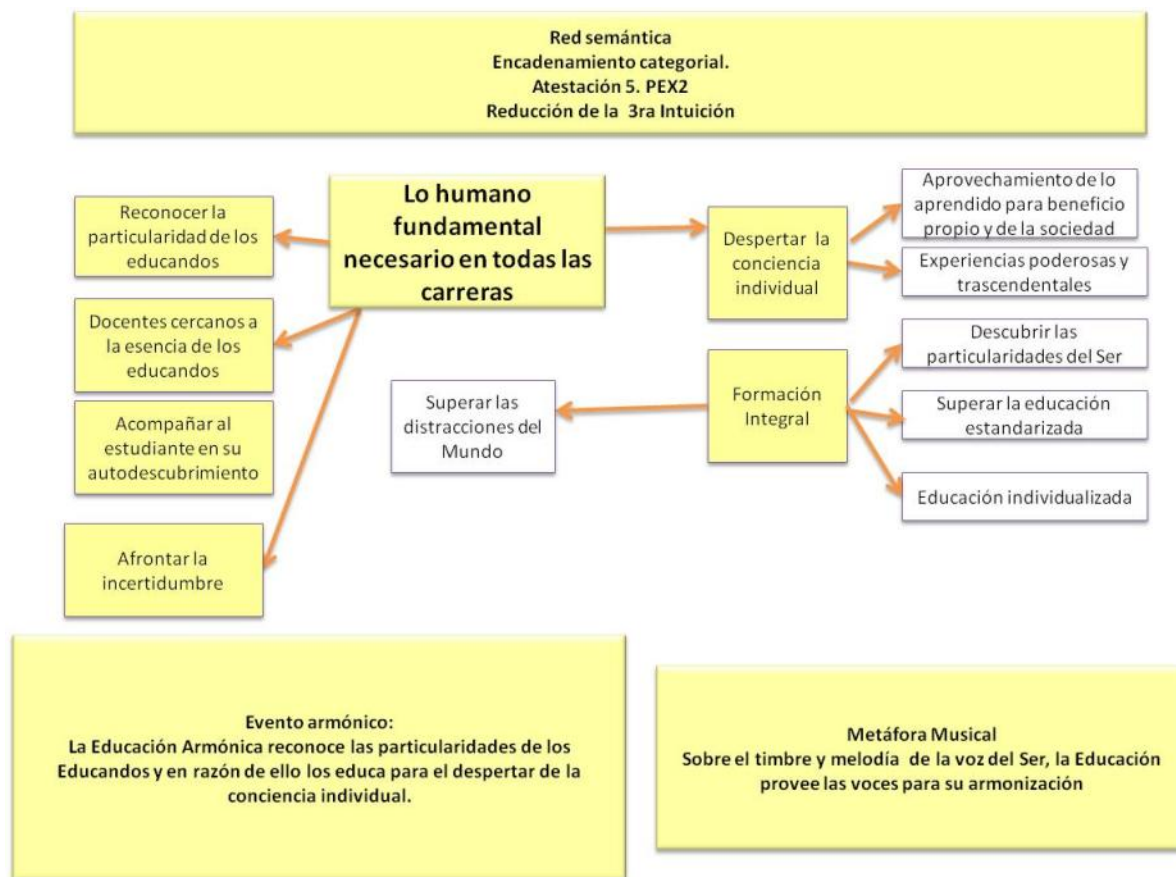 Red semántica
Encadenamiento categorial.
Atestación 5. PEX2
Reducción de la 3ra Intuición
Lo humano
fundamental
necesario en todas las
carreras
Reconocer la
particularidad de los
educandos
Docentes cercanos a
la esencia de los
educandos
Acompañar al
estudiante en su
autodescubrimiento
Afrontar la
incertidumbre
Despertar la
conciencia
individual
Aprovechamiento de lo
aprendido para beneficio
propio y de la sociedad
Experiencias poderosas y
trascendentales
Formación
Integral
Superar las
distracciones del
Mundo
Descubrir las
particularidades del Ser
Superar la educación
estandarizada
Educación individualizada
Evento armónico:
La Educación Armónica reconoce las particularidades de los
Educandos y en razón de ello los educa para el despertar de la
conciencia individual.
Metáfora Musical
Sobre el timbre y melodía de la voz del Ser, la Educación
provee las voces para su armonización